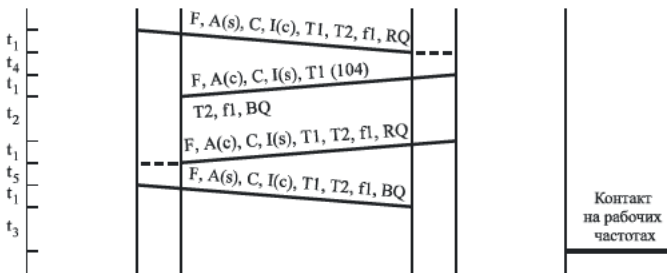 F, A(s), C, I(c), T1, T2, f1, RQ
t1
t4
F, A(c), C, I(s), T1 (104)
t1
T2, f1, BQ
t2
F, A(c), C, I(s), T1, T2, f1, RQ
t1
t5
F, A(s), C, I(c), T1, T2, f1, BQ
t1
t3
Контакт
на рабочих
частотах